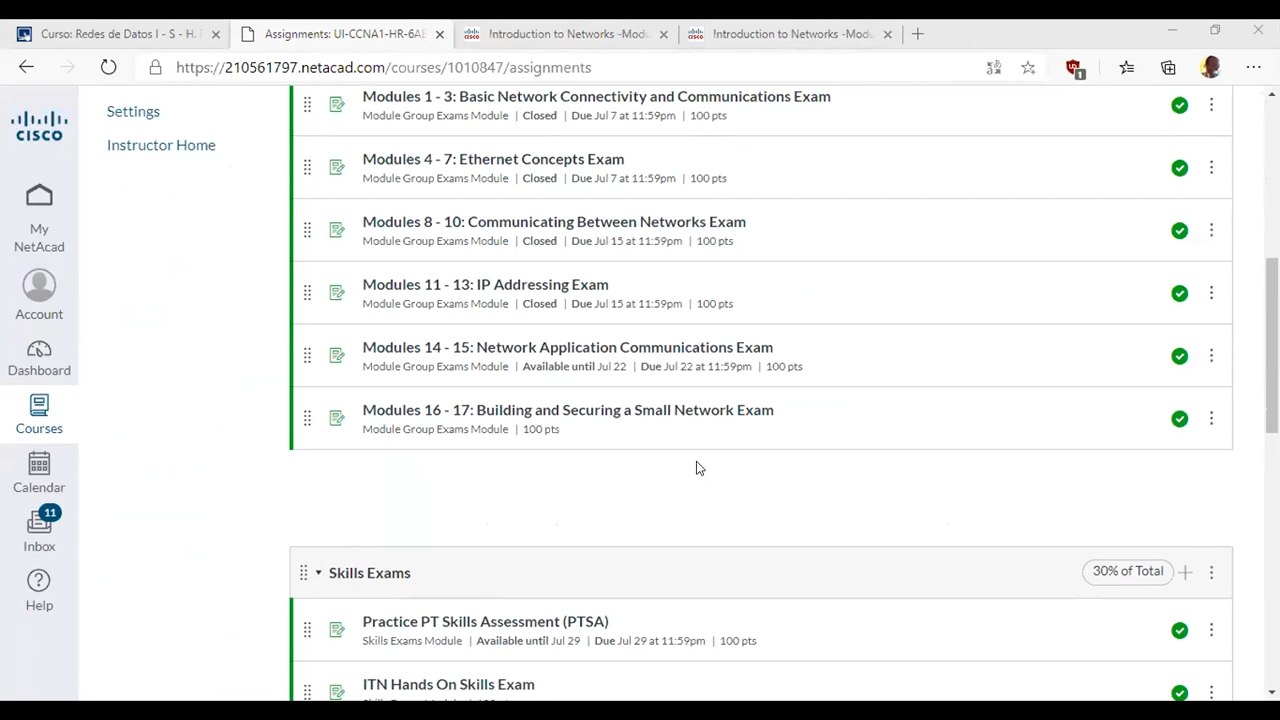 Curso: Redes de Datos I - S - H. F
Assignments: UI-CCNA1-HR-6AE
Introduction to Networks -Modu
Introduction to Networks -Modu
https://210561797.netacad.com/courses/1010847/assignments
1
CISCO
My
NetAcad
Account
Dashboard
Courses
Calendar
11
Inbox
Help
Settings
Instructor Home
Modules 1 - 3: Basic Network Connectivity and Communications Exam
Module Group Exams Module | Closed | Due Jul 7 at 11:59pm | 100 pts
Modules 4 - 7: Ethernet Concepts Exam
Module Group Exams Module | Closed | Due Jul 7 at 11:59pm | 100 pts
Modules 8 - 10: Communicating Between Networks Exam
Module Group Exams Module | Closed | Due Jul 15 at 11:59pm | 100 pts
Modules 11 - 13: IP Addressing Exam
Module Group Exams Module | Closed | Due Jul 15 at 11:59pm | 100 pts
Modules 14 - 15: Network Application Communications Exam
Module Group Exams Module | Available until Jul 22 | Due Jul 22 at 11:59pm | 100 pts
Modules 16 - 17: Building and Securing a Small Network Exam
Module Group Exams Module | 100 pts
Skills Exams
30% of Total
Practice PT Skills Assessment (PTSA)
Skills Exams Module | Available until Jul 29 | Due Jul 29 at 11:59pm | 100 pts
ITN Hands On Skills Exam